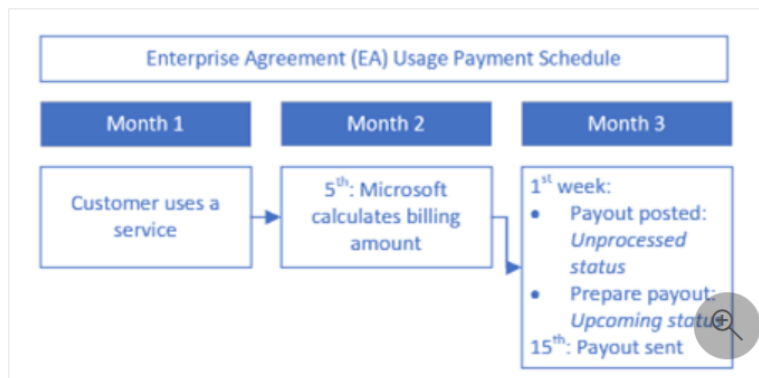 Enterprise Agreement (EA) Usage Payment Schedule
Month 1
Month 2
Month 3
Customer uses a
service
5th: Microsoft
calculates billing
amount
1st week:
• Payout posted:
Unprocessed
status
• Prepare payout:
Upcoming status
15th: Payout sent